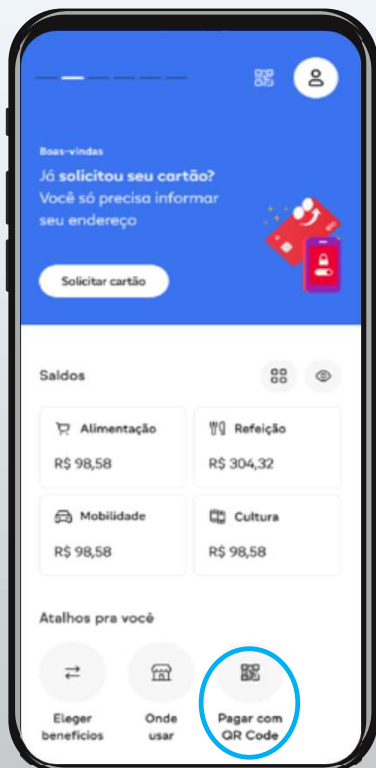 Boas-vindas
Já solicitou seu cartão?
Você só precisa informar
seu endereço
Solicitar cartão
Saldos
Alimentação
R$ 98,58
Refeição
R$ 304,32
Mobilidade
R$ 98,58
Cultura
R$ 98,58
Atalhos pra você
Eleger
benefícios
Onde
usar
Pagar com
QR Code